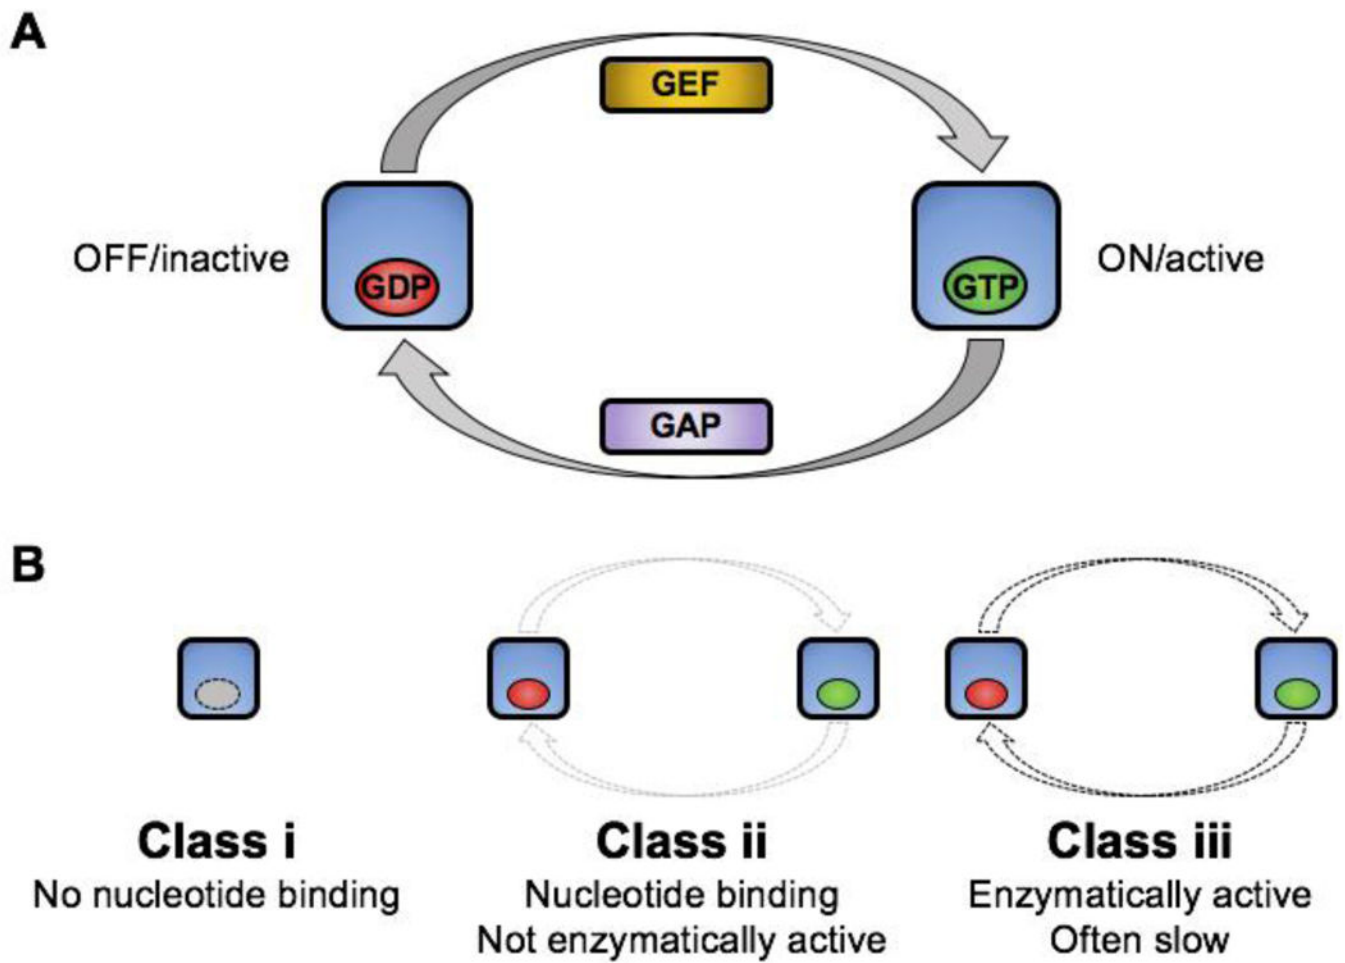 A
GEF
OFF/inactive
GDP
GTP
ON/active
GAP
B
Class i
No nucleotide binding
Class ii
Nucleotide binding
Not enzymatically active
Class iii
Enzymatically active
Often slow